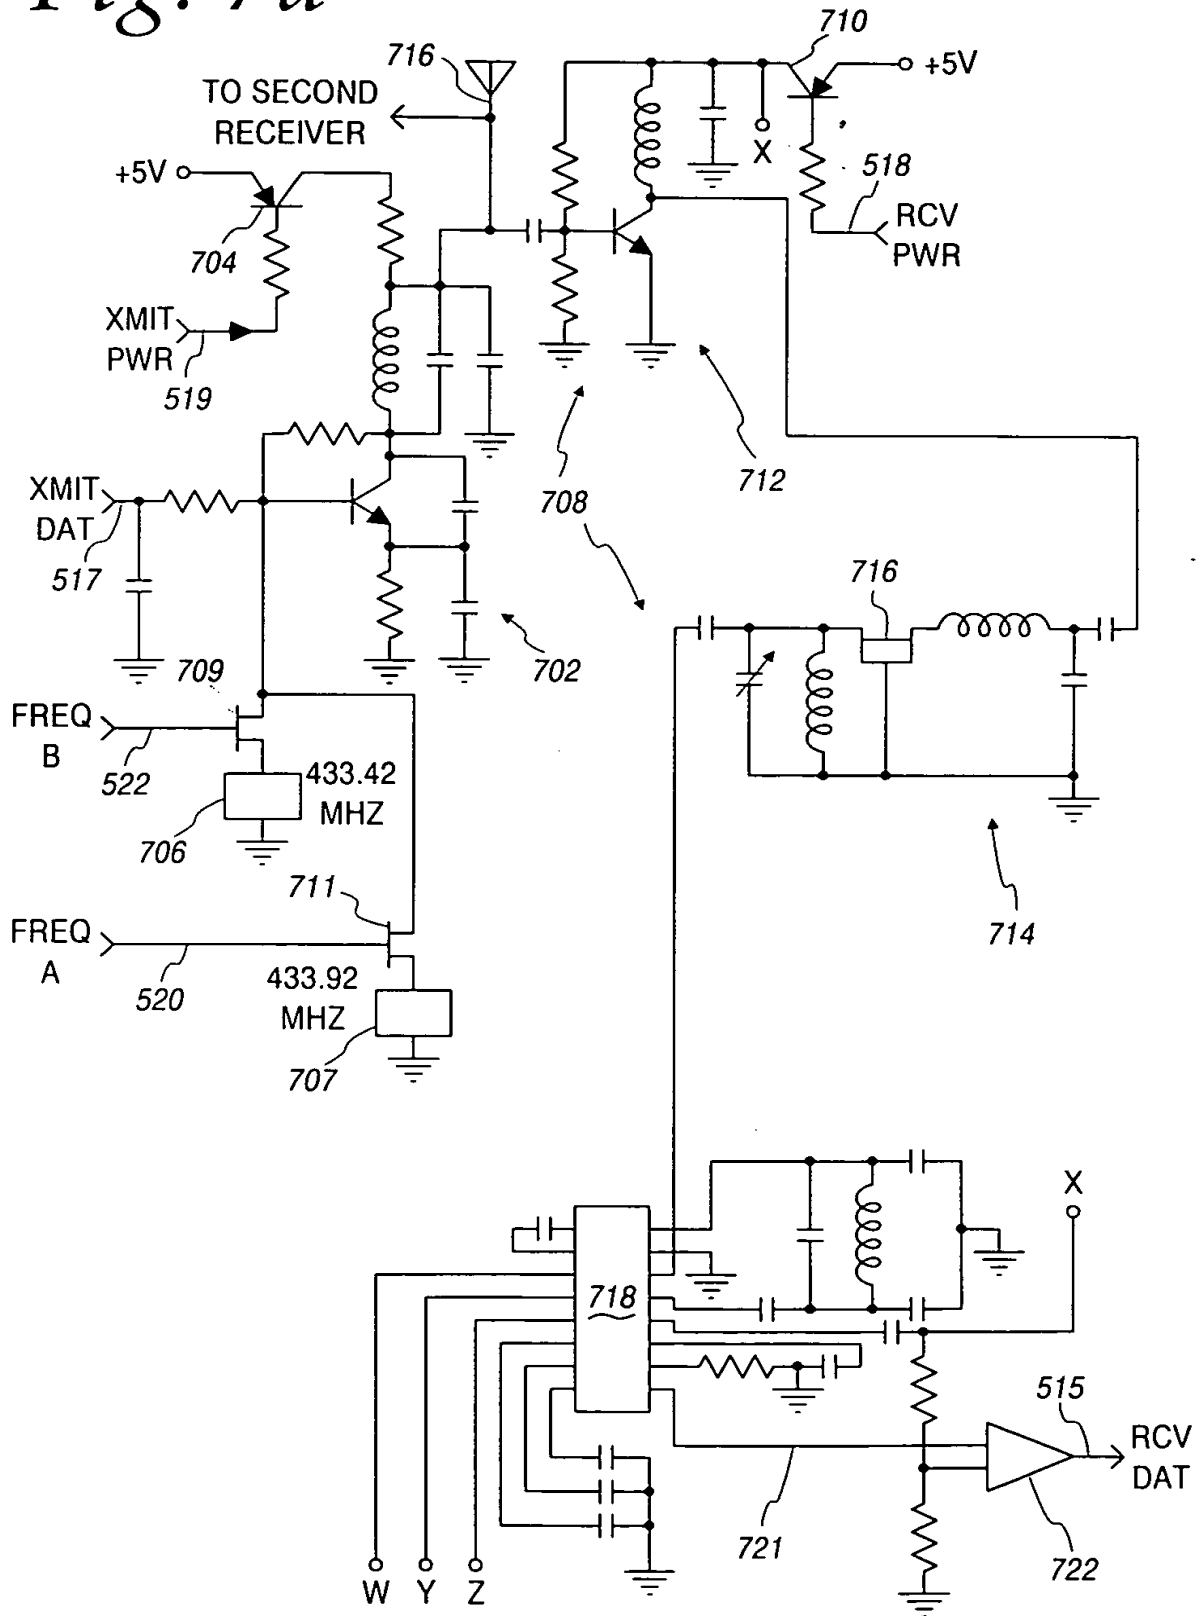 Fig. 7a
710
716
+5V
TO SECOND
RECEIVER
X
518
+5V
RCV
PWR
704
XMIT
PWR
519
712
708
XMIT
DAT
517
716
702
709
FREQ
B
522
433.42
MHZ
706
711
714
FREQ
A
520
433.92
MHZ
707
X
718
515
RCV
DAT
721
722
W Y Z